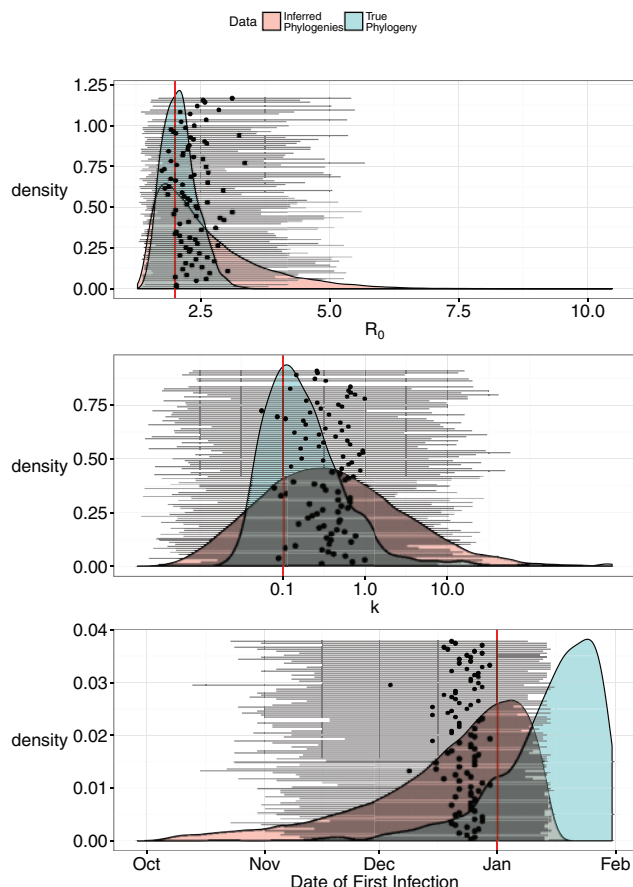 Data Inferred Phylogenies True Phylogeny
1.25
1.00
0.75
density
0.50
0.25
0.00
2.5 5.0 7.5 10.0
R0
0.75
density
0.50
0.25
0.00
0.1 1.0 10.0
k
0.04
0.03
density
0.02
0.01
0.00
Oct Nov Dec Jan Feb
Date of First Infection